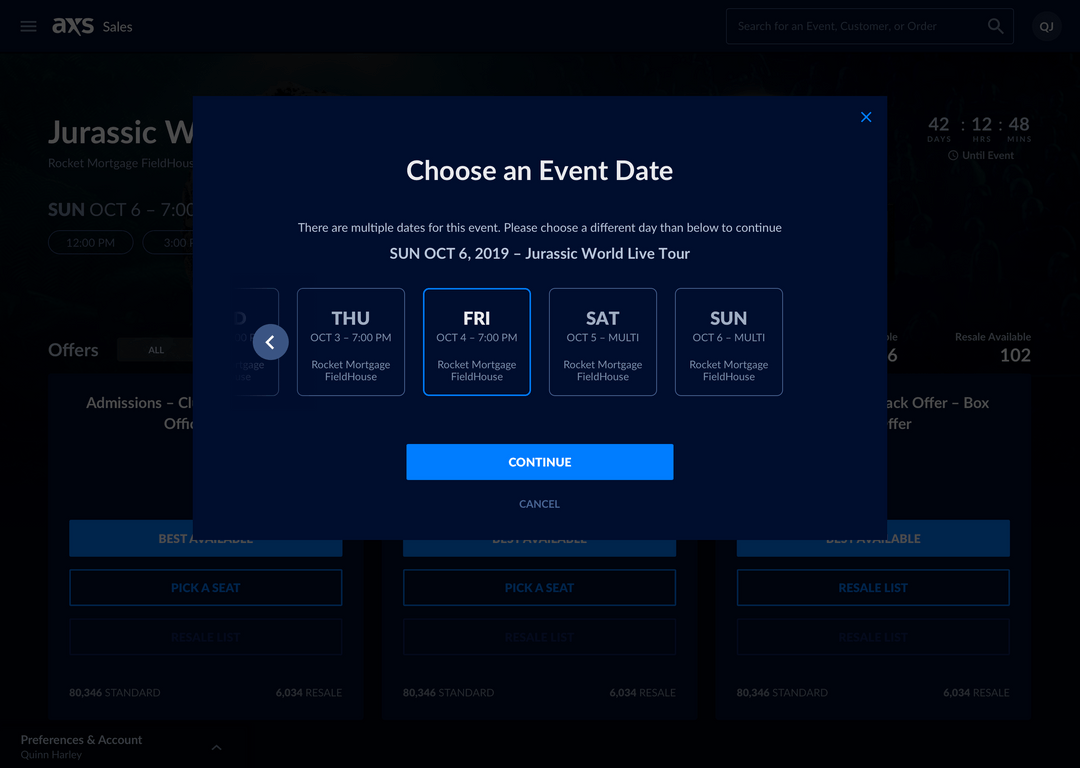 axs Sales
Search for an Event, Customer, or Order
QJ
Jurassic W
Rocket Mortgage FieldHous
42 : 12 : 48
DAYS HRS MINS
Until Event
SUN OCT 6 – 7:00
12:00 PM
3:00 P
Choose an Event Date
There are multiple dates for this event. Please choose a different day than below to continue
SUN OCT 6, 2019 – Jurassic World Live Tour
THU
OCT 3 – 7:00 PM
Rocket Mortgage
FieldHouse
FRI
OCT 4 – 7:00 PM
Rocket Mortgage
FieldHouse
SAT
OCT 5 – MULTI
Rocket Mortgage
FieldHouse
SUN
OCT 6 – MULTI
Rocket Mortgage
FieldHouse
CONTINUE
CANCEL
Offers
ALL
Resale Available
6
102
Admissions – Cl
Offic
ack Offer – Box
ffer
BEST AVAILABLE
BEST AVAILABLE
BEST AVAILABLE
PICK A SEAT
PICK A SEAT
RESALE LIST
RESALE LIST
RESALE LIST
RESALE LIST
80,346 STANDARD 6,034 RESALE
80,346 STANDARD 6,034 RESALE
80,346 STANDARD 6,034 RESALE
Preferences & Account
Quinn Harley